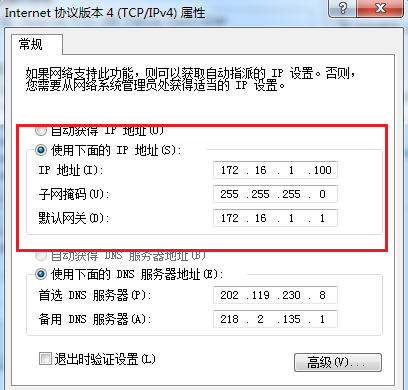 Internet 协议版本 4 (TCP/IPv4) 属性
常规
如果网络支持此功能，则可以获取自动指派的 IP 设置。否则，
您需要从网络系统管理员处获得适当的 IP 设置。
自动获得 IP 地址(O)
使用下面的 IP 地址(S):
IP 地址(I): 172 . 16 . 1 . 100
子网掩码(U): 255 . 255 . 255 . 0
默认网关(D): 172 . 16 . 1 . 1
自动获得 DNS 服务器地址(B)
使用下面的 DNS 服务器地址(E):
首选 DNS 服务器(P): 202 . 119 . 230 . 8
备用 DNS 服务器(A): 218 . 2 . 135 . 1
退出时验证设置(L)
高级(V)...